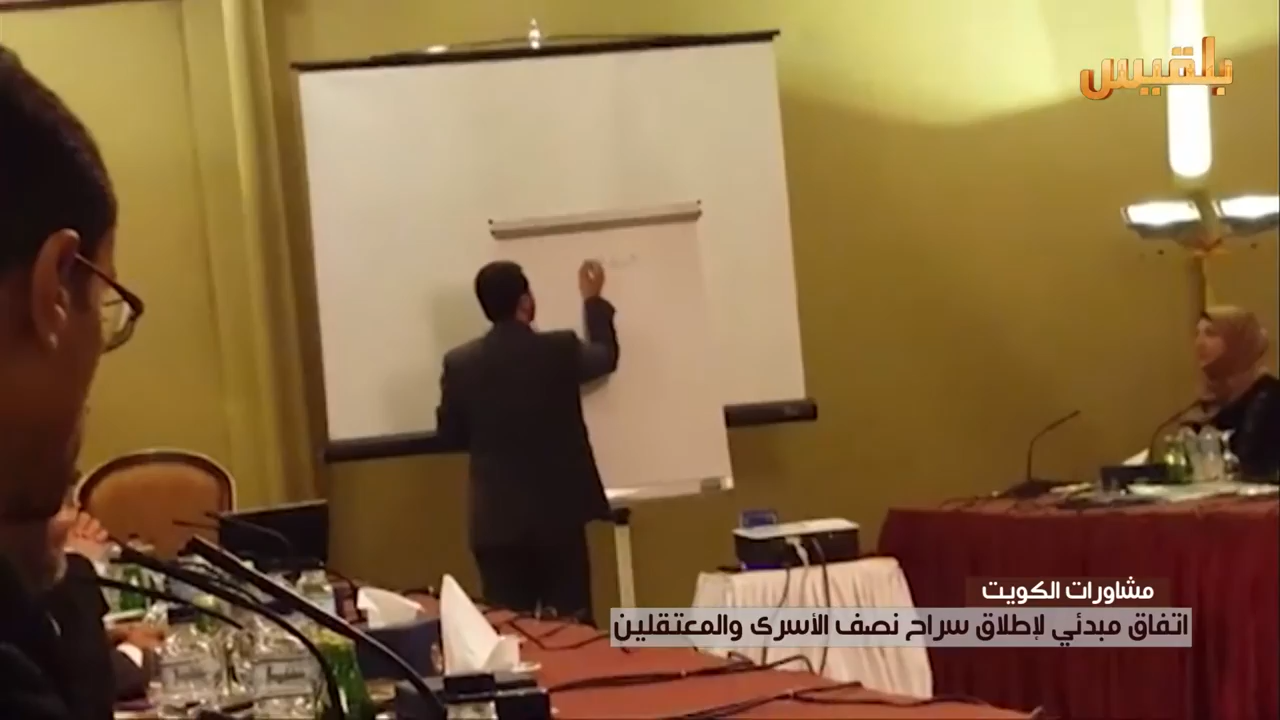 بلقيس
مشاورات الكويت
اتفاق مبدئي لإطلاق سراح نصف الأسرى والمعتقلين